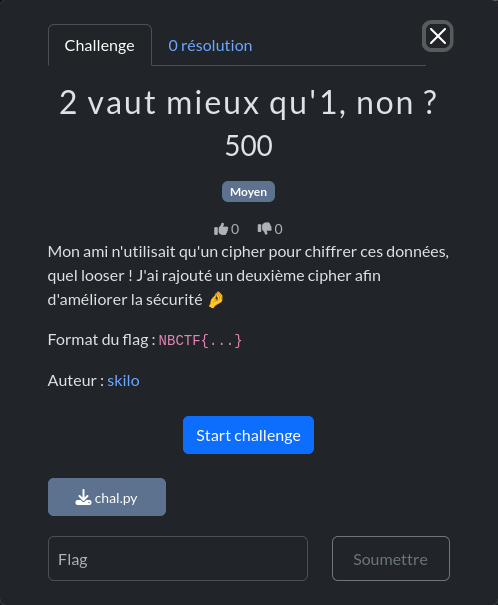 Challenge
0 résolution
2 vaut mieux qu'1, non ?
500
Moyen
0 0
Mon ami n'utilisait qu'un cipher pour chiffrer ces données,
quel looser ! J'ai rajouté un deuxième cipher afin
d'améliorer la sécurité 🤌
Format du flag : NBCTF{...}
Auteur : skilo
Start challenge
chal.py
Flag
Soumettre